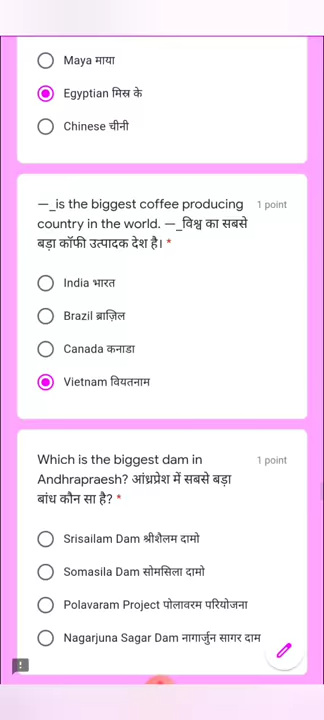 Maya माया
Egyptian मिस्र के
Chinese चीनी
—_is the biggest coffee producing 1 point
country in the world. —_विश्व का सबसे
बड़ा कॉफी उत्पादक देश है। *
India भारत
Brazil ब्राज़िल
Canada कनाडा
Vietnam वियतनाम
Which is the biggest dam in 1 point
Andhrapraesh? आंध्रप्रेश में सबसे बड़ा
बांध कौन सा है? *
Srisailam Dam श्रीशैलम दामो
Somasila Dam सोमसिला दामो
Polavaram Project पोलावरम परियोजना
Nagarjuna Sagar Dam नागार्जुन सागर दाम